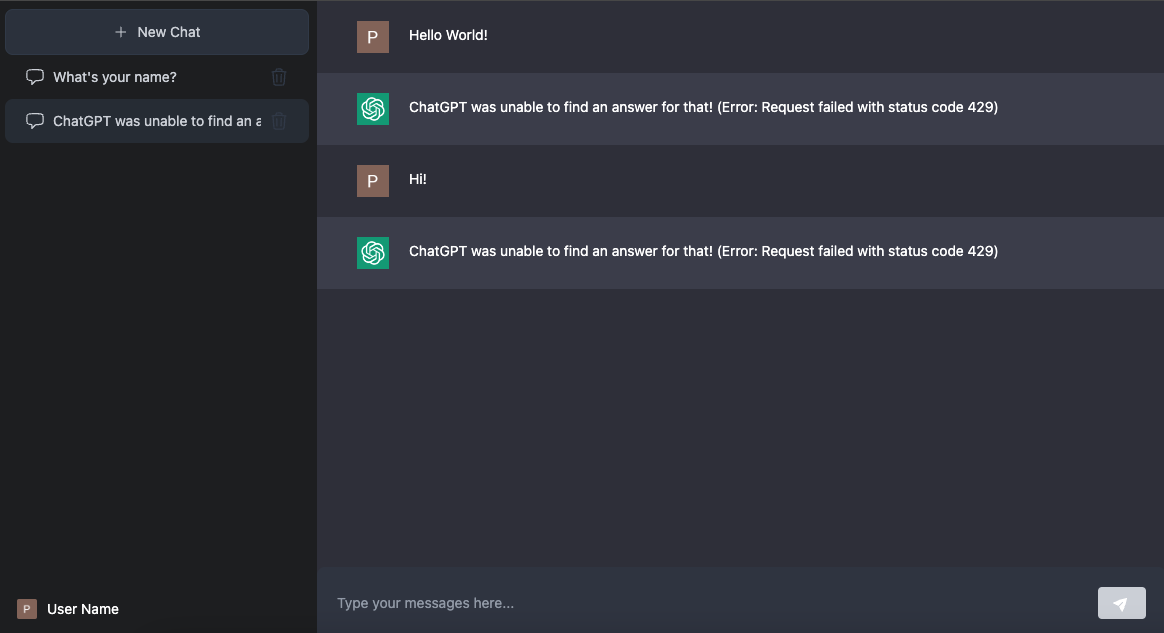 + New Chat
What's your name?
ChatGPT was unable to find an a
P
User Name
P
Hello World!
ChatGPT was unable to find an answer for that! (Error: Request failed with status code 429)
P
Hi!
ChatGPT was unable to find an answer for that! (Error: Request failed with status code 429)
Type your messages here...